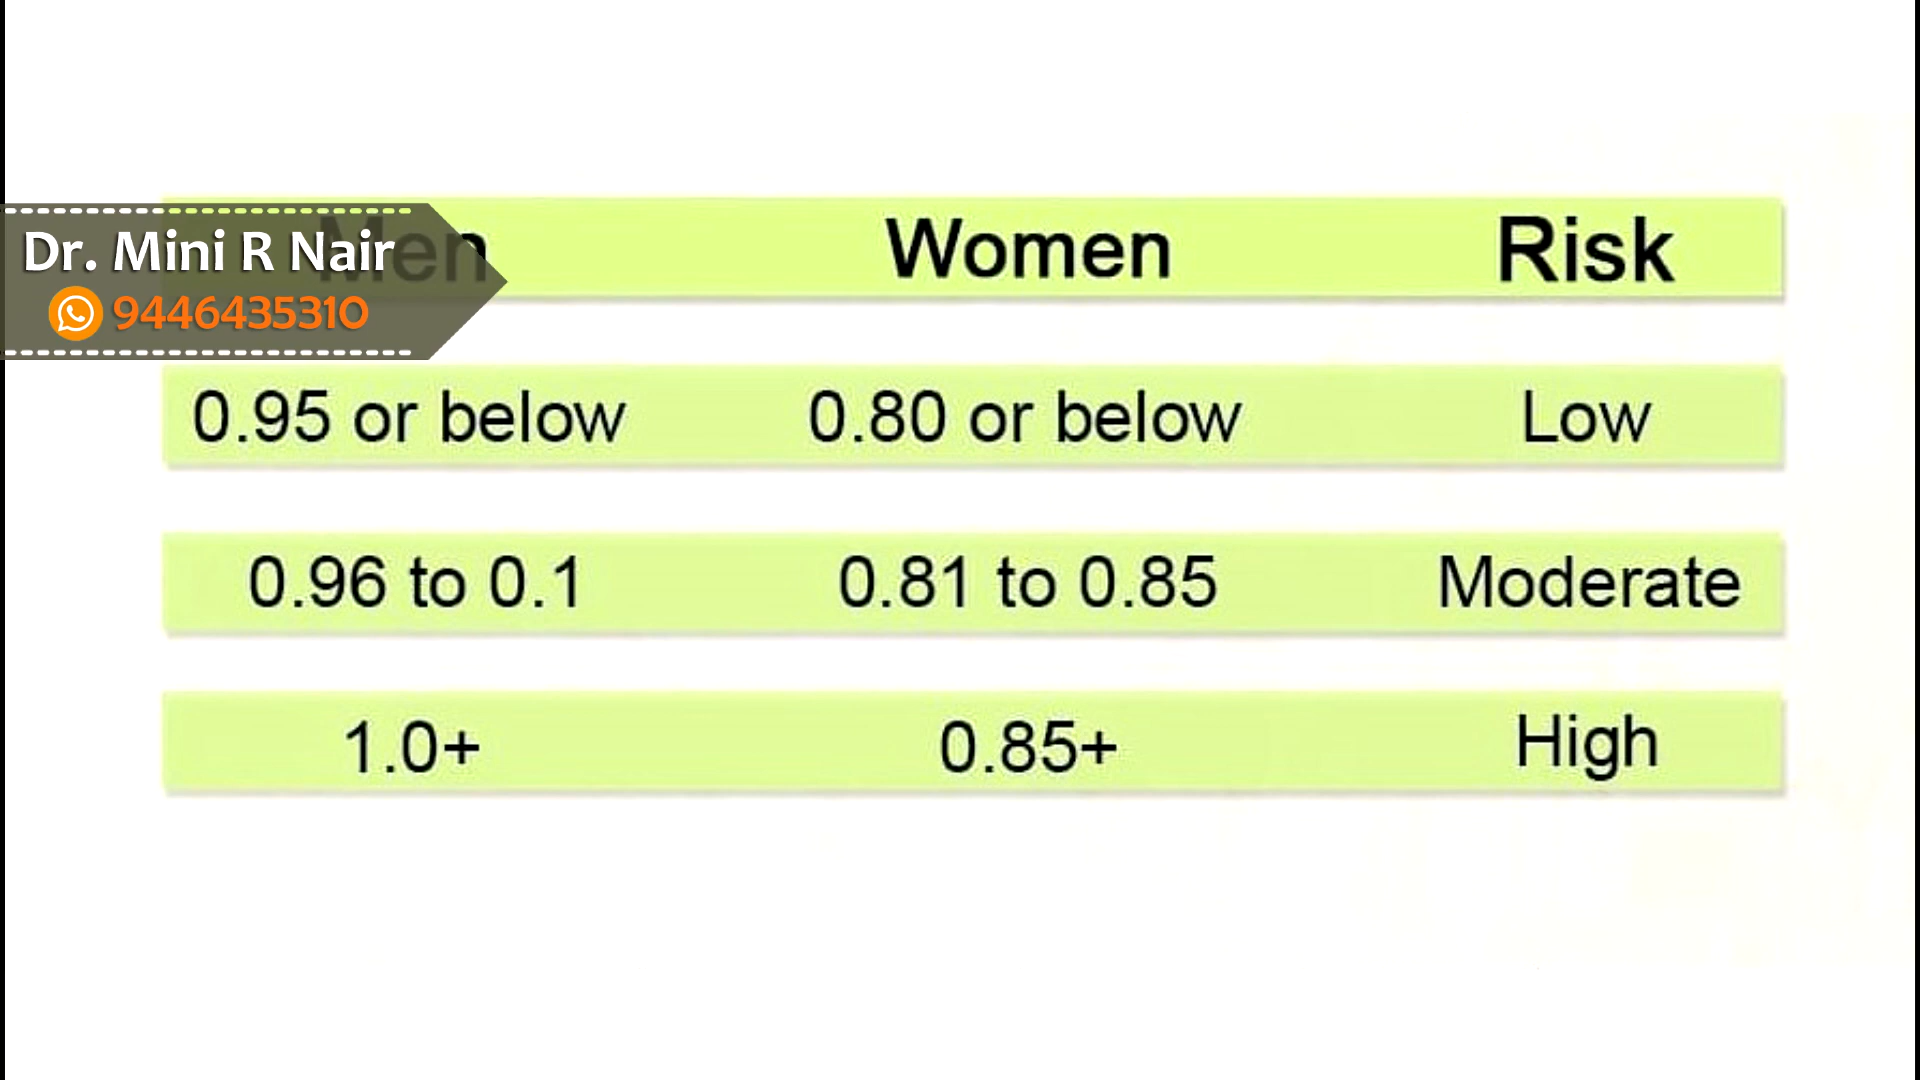 Dr. Mini R Nair
9446435310
Men Women Risk
0.95 or below 0.80 or below Low
0.96 to 0.1 0.81 to 0.85 Moderate
1.0+ 0.85+ High